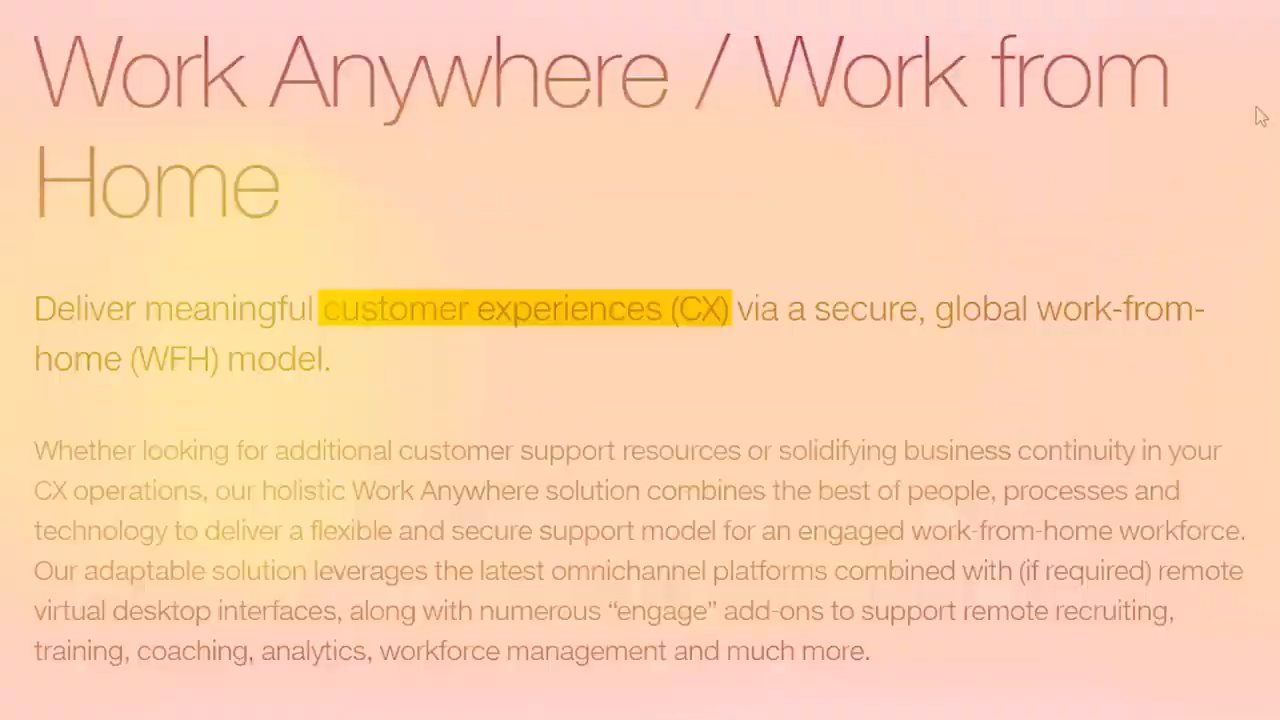 Work Anywhere / Work from
Home
Deliver meaningful customer experiences (CX) via a secure, global work-from-
home (WFH) model.
Whether looking for additional customer support resources or solidifying business continuity in your
CX operations, our holistic Work Anywhere solution combines the best of people, processes and
technology to deliver a flexible and secure support model for an engaged work-from-home workforce.
Our adaptable solution leverages the latest omnichannel platforms combined with (if required) remote
virtual desktop interfaces, along with numerous “engage” add-ons to support remote recruiting,
training, coaching, analytics, workforce management and much more.